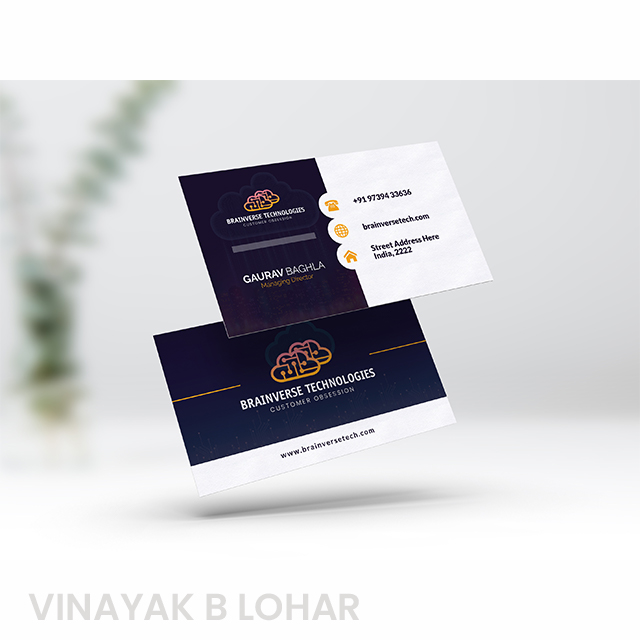 BRAINVERSE TECHNOLOGIES
CUSTOMER OBSESSION
GAURAV BAGHLA
Managing Director
+91 97394 33636
brainversetech.com
Street Address Here
India, 2222
BRAINVERSE TECHNOLOGIES
CUSTOMER OBSESSION
www.brainversetech.com
VINAYAK B LOHAR